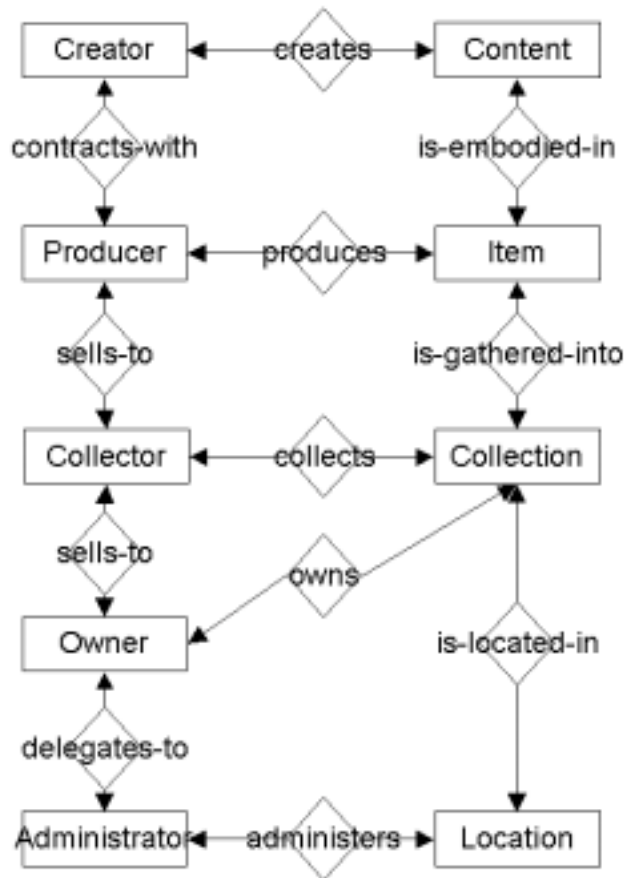 Creator creates Content
contracts-with is-embodied-in
Producer produces Item
sells-to is-gathered-into
Collector collects Collection
sells-to
owns
Owner is-located-in
delegates-to
Administrator administers Location